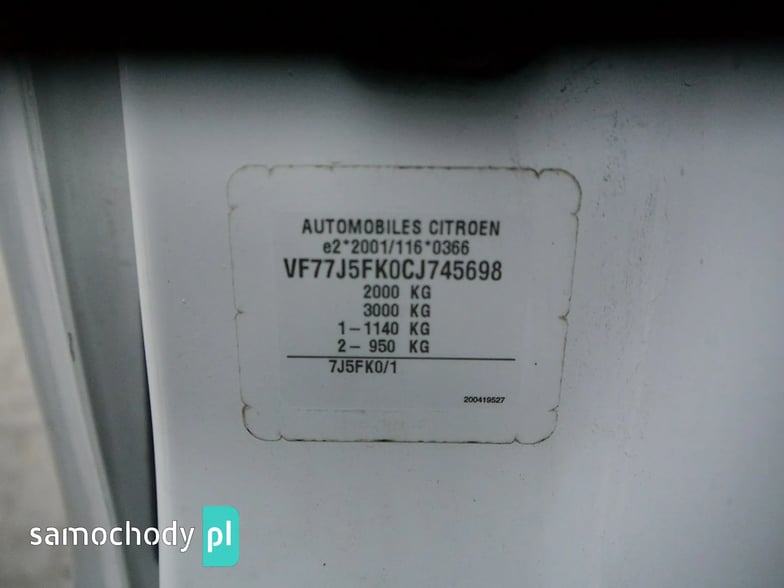 AUTOMOBILES CITROEN
e2*2001/116*0366
VF77J5FK0CJ745698
2000 KG
3000 KG
1-1140 KG
2- 950 KG
7J5FK0/1
200419527
samochody pl